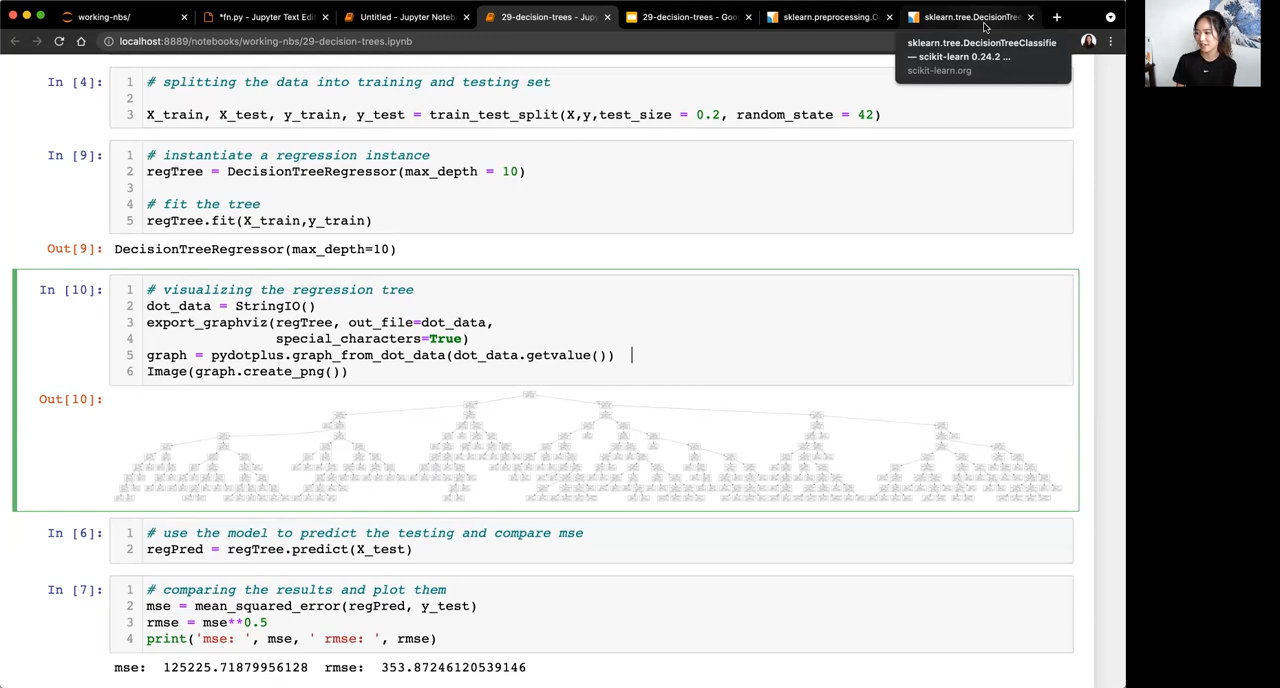 working-nbs/
*fn.py - Jupyter Text Edi
Untitled - Jupyter Noteb
29-decision-trees - Jup
29-decision-trees - Goo
sklearn.preprocessing.O
sklearn.tree.DecisionTre
localhost:8889/notebooks/working-nbs/29-decision-trees.ipynb
sklearn.tree.DecisionTreeClassifie
— scikit-learn 0.24.2 ...
scikit-learn.org
In [4]:
1 # splitting the data into training and testing set
2
3 X_train, X_test, y_train, y_test = train_test_split(X,y,test_size = 0.2, random_state = 42)
In [9]:
1 # instantiate a regression instance
2 regTree = DecisionTreeRegressor(max_depth = 10)
3
4 # fit the tree
5 regTree.fit(X_train,y_train)
Out[9]: DecisionTreeRegressor(max_depth=10)
In [10]:
1 # visualizing the regression tree
2 dot_data = StringIO()
3 export_graphviz(regTree, out_file=dot_data,
4 special_characters=True)
5 graph = pydotplus.graph_from_dot_data(dot_data.getvalue())
6 Image(graph.create_png())
Out[10]:
In [6]:
1 # use the model to predict the testing and compare mse
2 regPred = regTree.predict(X_test)
In [7]:
1 # comparing the results and plot them
2 mse = mean_squared_error(regPred, y_test)
3 rmse = mse**0.5
4 print('mse: ', mse, ' rmse: ', rmse)
mse: 125225.71879956128 rmse: 353.87246120539146